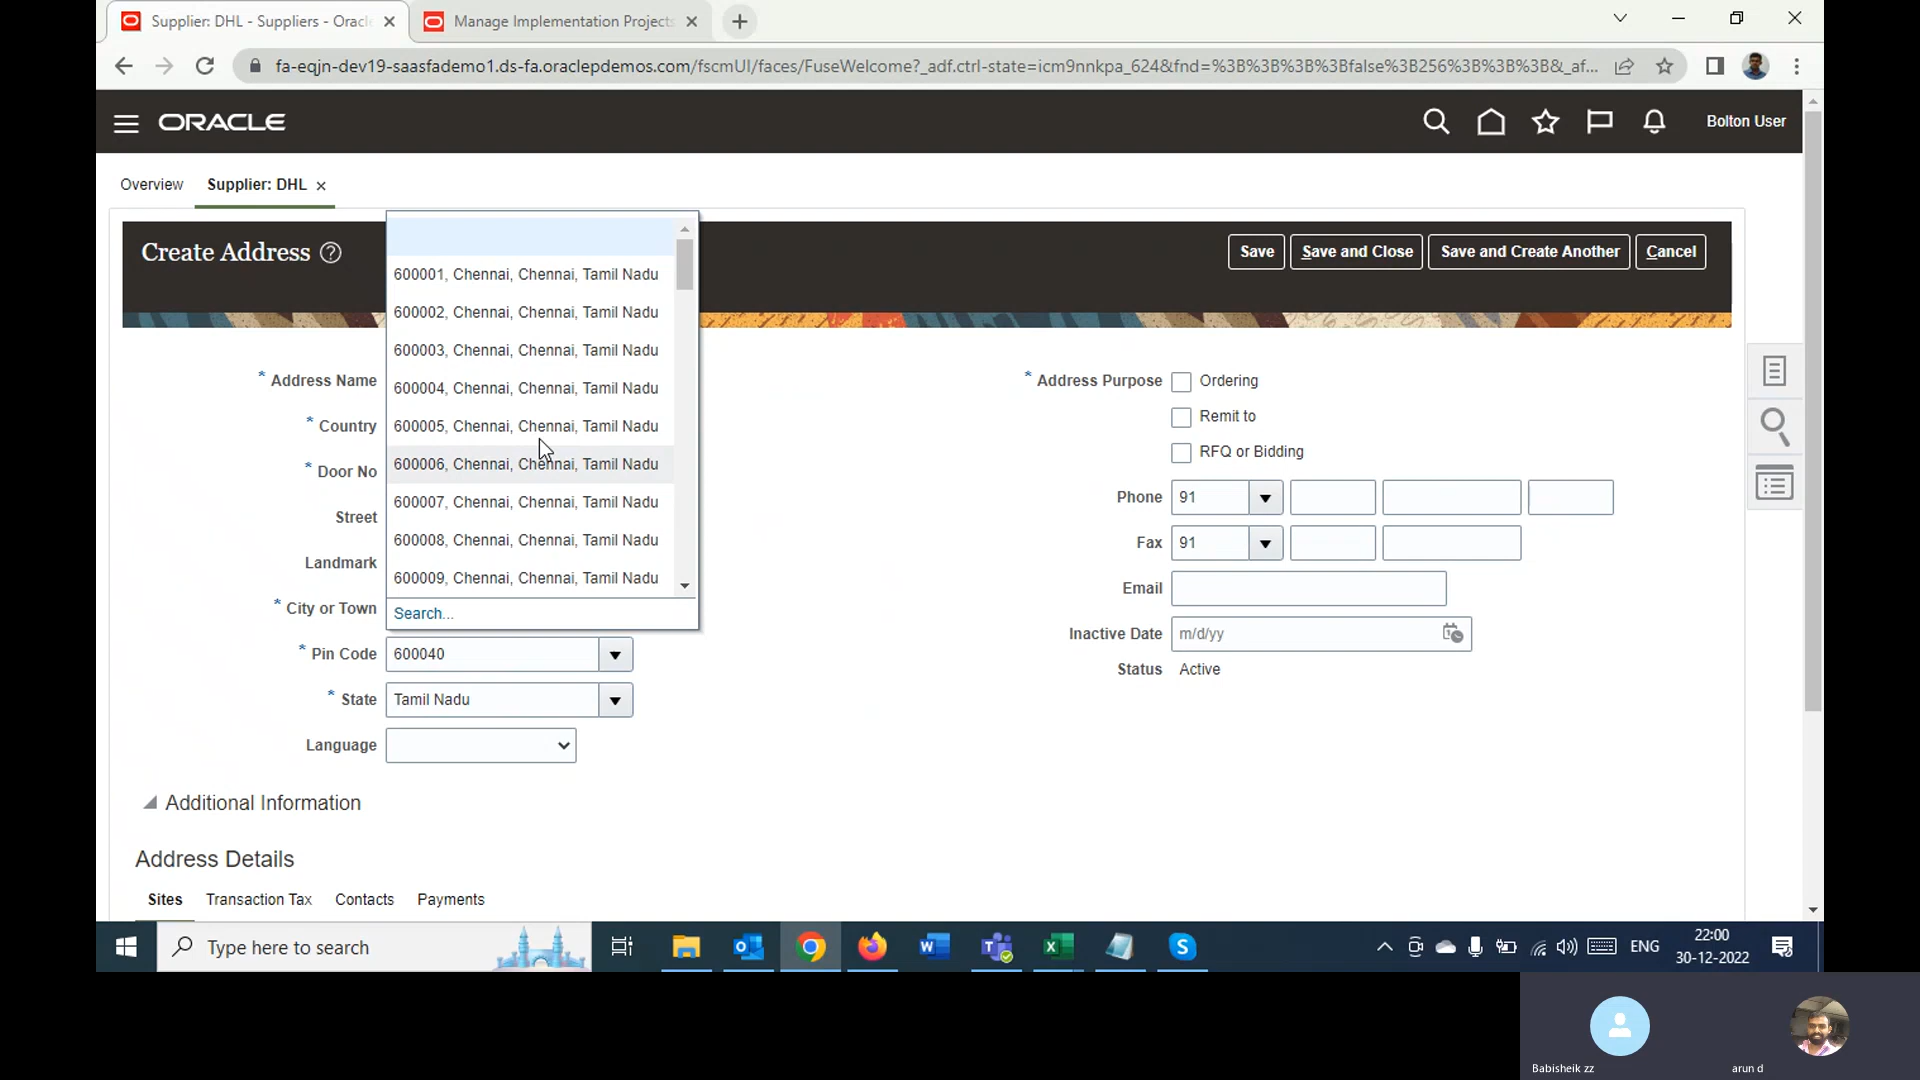 Supplier: DHL - Suppliers - Oracle
Manage Implementation Projects
fa-eqjn-dev19-saasfademo1.ds-fa.oraclepdemos.com/fscmUI/faces/FuseWelcome?_adf.ctrl-state=icm9nnkpa_624&fnd=%3B%3B%3B%3Bfalse%3B256%3B%3B%3B&_af...
ORACLE
Bolton User
Overview
Supplier: DHL
Create Address
Save
Save and Close
Save and Create Another
Cancel
600001, Chennai, Chennai, Tamil Nadu
600002, Chennai, Chennai, Tamil Nadu
600003, Chennai, Chennai, Tamil Nadu
600004, Chennai, Chennai, Tamil Nadu
600005, Chennai, Chennai, Tamil Nadu
600006, Chennai, Chennai, Tamil Nadu
600007, Chennai, Chennai, Tamil Nadu
600008, Chennai, Chennai, Tamil Nadu
600009, Chennai, Chennai, Tamil Nadu
Search...
* Address Name
* Country
* Door No
Street
Landmark
* City or Town
* Pin Code 600040
* State Tamil Nadu
Language
* Address Purpose Ordering
Remit to
RFQ or Bidding
Phone 91
Fax 91
Email
Inactive Date m/d/yy
Status Active
Additional Information
Address Details
Sites Transaction Tax Contacts Payments
Type here to search
ENG
22:00
30-12-2022
Babisheik zz
arun d